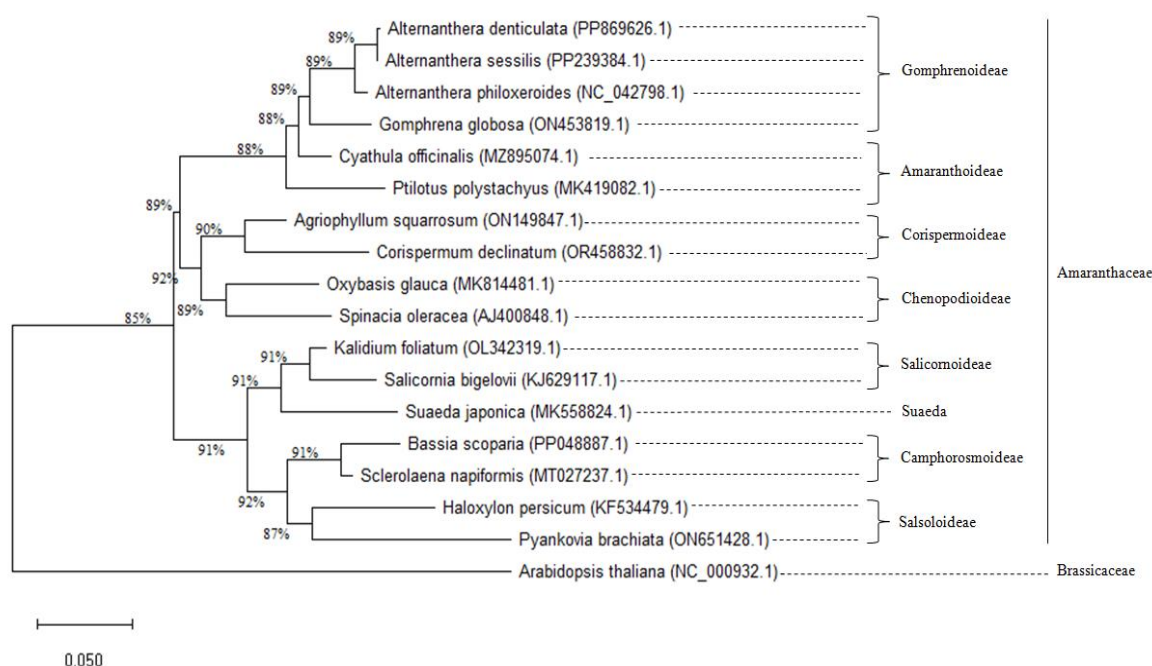 Alternanthera denticulata (PP869626.1)
89%
Alternanthera sessilis (PP239384.1)
89%
Gomphrenoideae
Alternanthera philoxeroides (NC_042798.1)
89%
Gomphrena globosa (ON453819.1)
88%
88%
Cyathula officinalis (MZ895074.1)
Amaranthoideae
Ptilotus polystachyus (MK419082.1)
89%
Agriophyllum squarrosum (ON149847.1)
90%
Corispermoideae
Corispermum declinatum (OR458832.1)
92%
Amaranthaceae
Oxybasis glauca (MK814481.1)
89%
Chenopodioideae
85%
Spinacia oleracea (AJ400848.1)
Kalidium foliatum (OL342319.1)
91%
Salicornoideae
91%
Salicornia bigelovii (KJ629117.1)
Suaeda japonica (MK558824.1)
Suaeda
91%
Bassia scoparia (PP048887.1)
91%
Camphorosmoideae
Sclerolaena napiformis (MT027237.1)
92%
Haloxylon persicum (KF534479.1)
87%
Salsoloideae
Pyankovia brachiata (ON651428.1)
Arabidopsis thaliana (NC_000932.1)
Brassicaceae
0.050